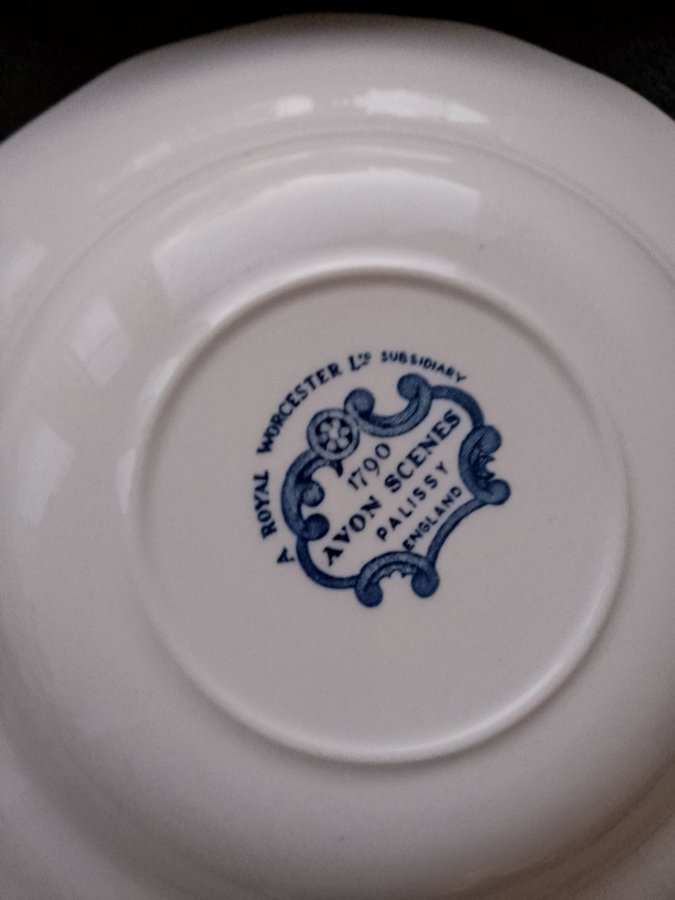 A ROYAL WORCESTER LTD SUBSIDIARY
1790
AVON SCENES
PALISSY
ENGLAND